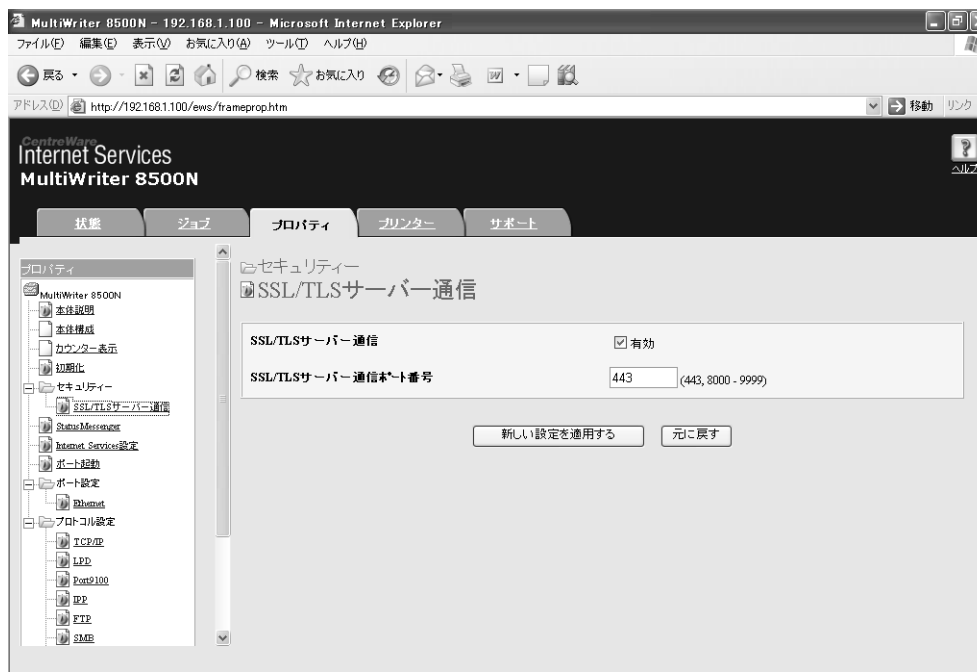 MultiWriter 8500N - 192.168.1.100 - Microsoft Internet Explorer
ファイル(F) 編集(E) 表示(V) お気に入り(A) ツール(T) ヘルプ(H)
戻る 検索 お気に入り
アドレス(D) http://192.168.1.100/ews/frameprop.htm 移動 リンク
CentreWare
Internet Services
MultiWriter 8500N
ヘルプ
状態 ジョブ プロパティ プリンター サポート
プロパティ
MultiWriter 8500N
本体説明
本体構成
カウンター表示
初期化
セキュリティー
SSL/TLSサーバー通信
StatusMessenger
Internet Services設定
ポート起動
ポート設定
Ethernet
プロトコル設定
TCP/IP
LPD
Port9100
IPP
FTP
SMB
セキュリティー
SSL/TLSサーバー通信
SSL/TLSサーバー通信 有効
SSL/TLSサーバー通信ポート番号 443 (443, 8000 - 9999)
新しい設定を適用する 元に戻す